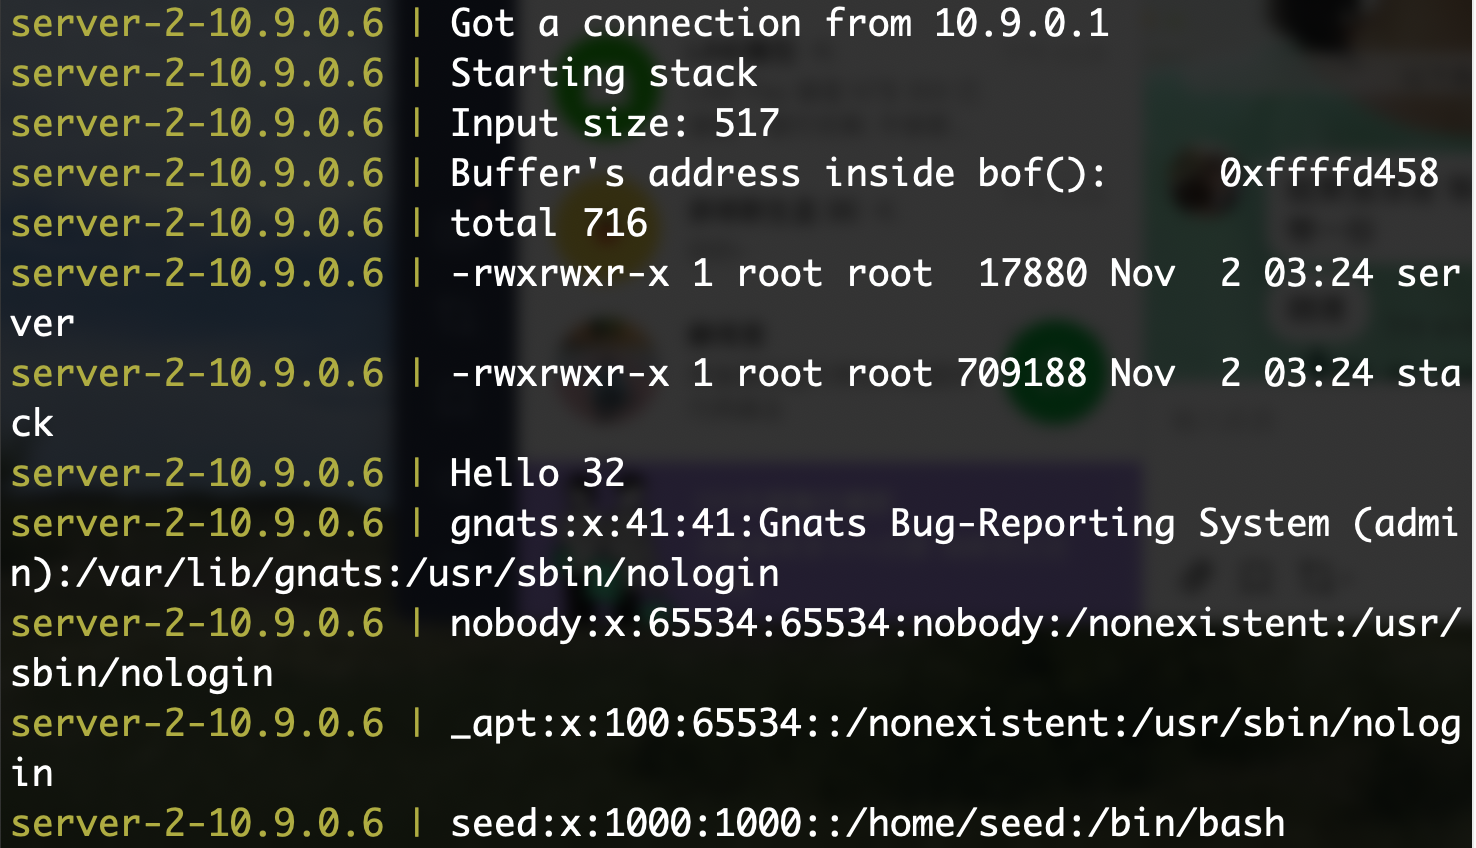 server-2-10.9.0.6 | Got a connection from 10.9.0.1
server-2-10.9.0.6 | Starting stack
server-2-10.9.0.6 | Input size: 517
server-2-10.9.0.6 | Buffer's address inside bof():     0xffffd458
server-2-10.9.0.6 | total 716
server-2-10.9.0.6 | -rwxrwxr-x 1 root root  17880 Nov  2 03:24 ser
ver
server-2-10.9.0.6 | -rwxrwxr-x 1 root root 709188 Nov  2 03:24 sta
ck
server-2-10.9.0.6 | Hello 32
server-2-10.9.0.6 | gnats:x:41:41:Gnats Bug-Reporting System (admi
n):/var/lib/gnats:/usr/sbin/nologin
server-2-10.9.0.6 | nobody:x:65534:65534:nobody:/nonexistent:/usr/
sbin/nologin
server-2-10.9.0.6 | _apt:x:100:65534::/nonexistent:/usr/sbin/nolog
in
server-2-10.9.0.6 | seed:x:1000:1000::/home/seed:/bin/bash